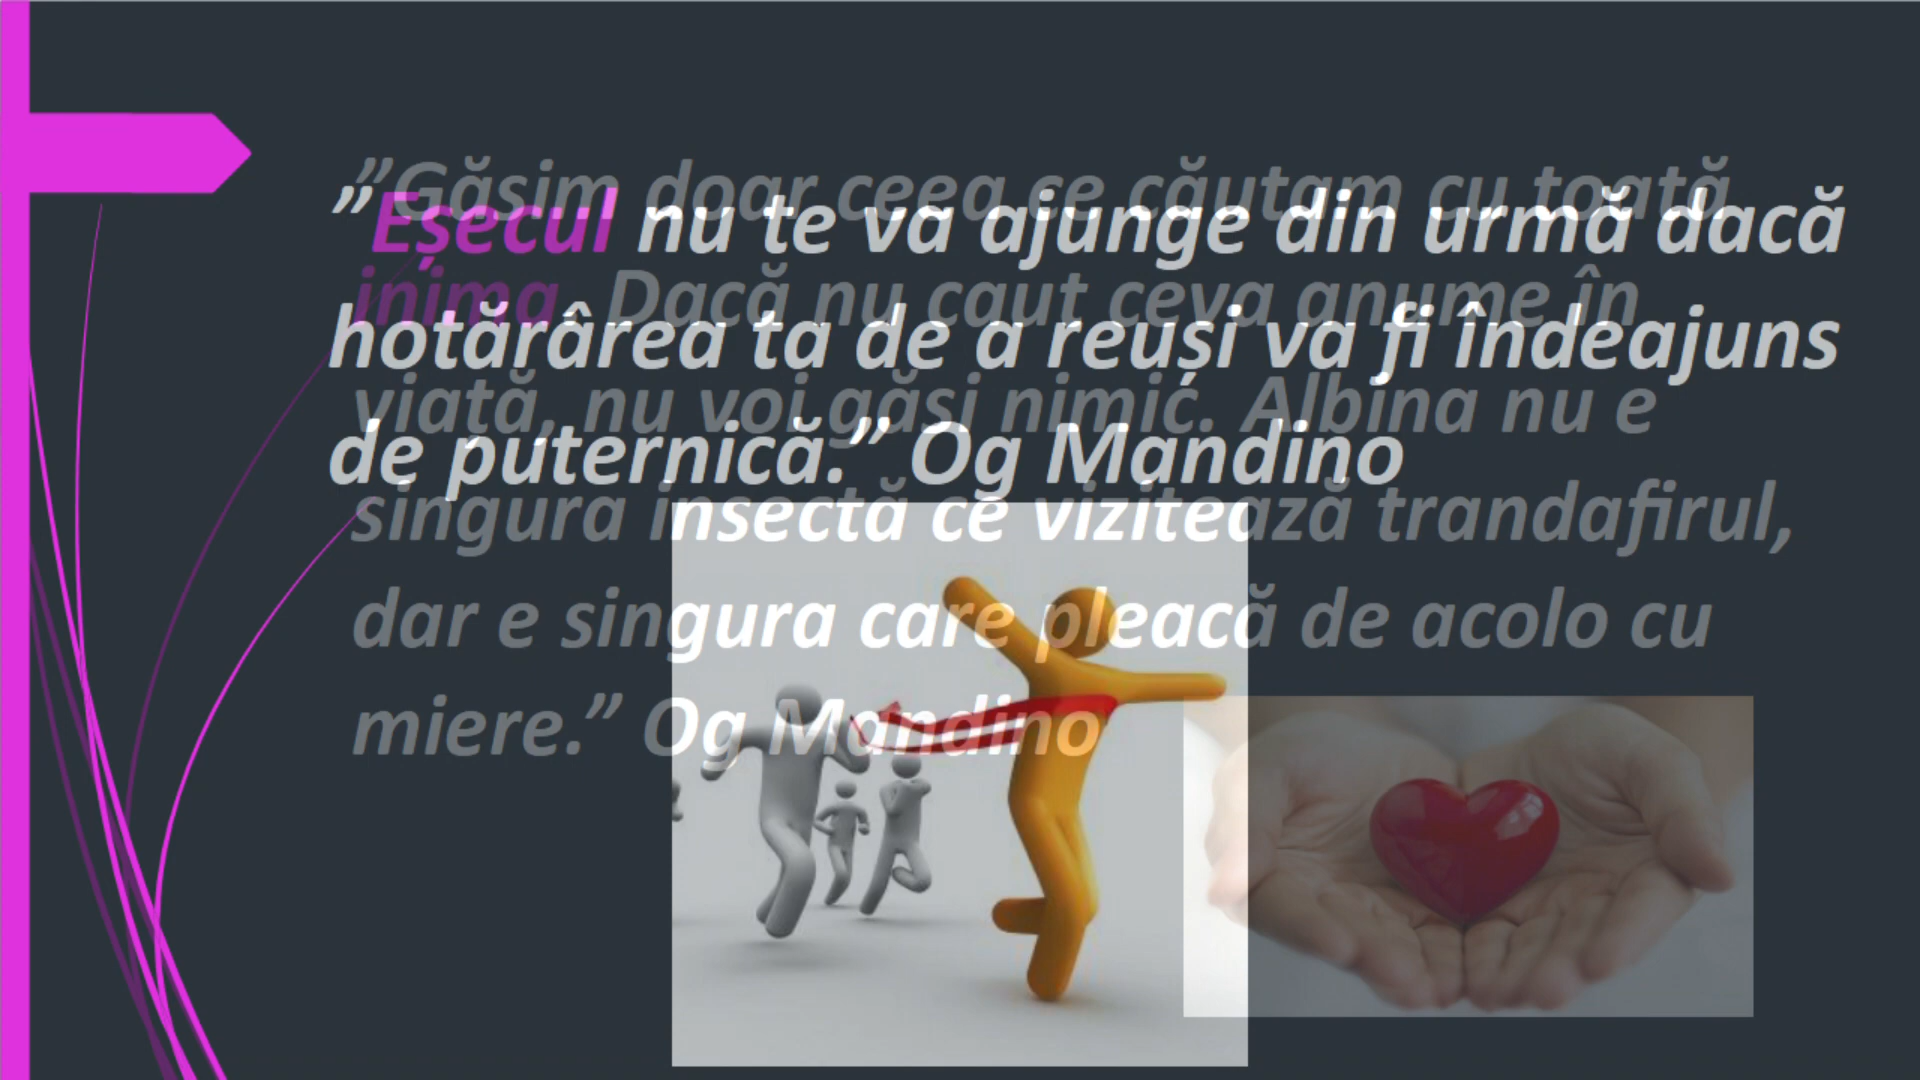 ”Eșecul nu te va ajunge din urmă dacă
hotărârea ta de a reuși va fi îndeajuns
de puternică.” Og Mandino
”Găsim doar ceea ce căutam cu toată
inima. Dacă nu caut ceva anume în
viață, nu voi găsi nimic. Albina nu e
singura insectă ce vizitează trandafirul,
dar e singura care pleacă de acolo cu
miere.” Og Mandino